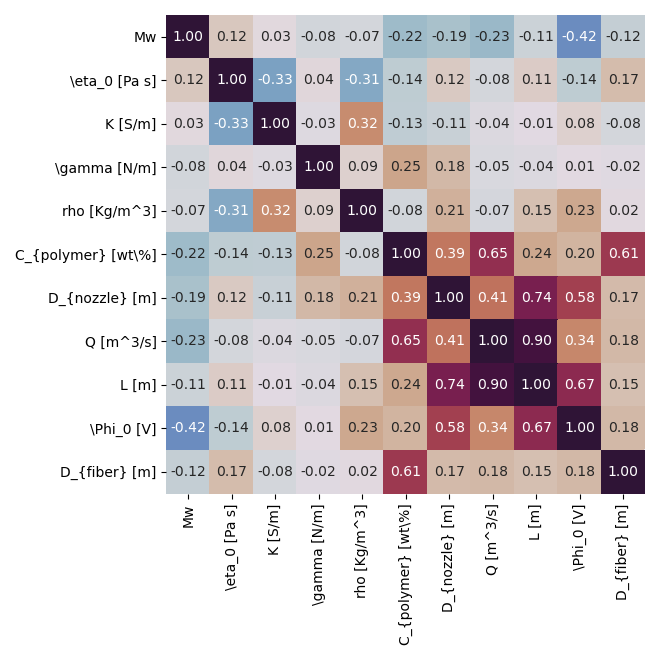 Mw 1.00 0.12 0.03 -0.08 -0.07 -0.22 -0.19 -0.23 -0.11 -0.42 -0.12
\eta_0 [Pa s] 0.12 1.00 -0.33 0.04 -0.31 -0.14 0.12 -0.08 0.11 -0.14 0.17
K [S/m] 0.03 -0.33 1.00 -0.03 0.32 -0.13 -0.11 -0.04 -0.01 0.08 -0.08
\gamma [N/m] -0.08 0.04 -0.03 1.00 0.09 0.25 0.18 -0.05 -0.04 0.01 -0.02
rho [Kg/m^3] -0.07 -0.31 0.32 0.09 1.00 -0.08 0.21 -0.07 0.15 0.23 0.02
C_{polymer} [wt\%] -0.22 -0.14 -0.13 0.25 -0.08 1.00 0.39 0.65 0.24 0.20 0.61
D_{nozzle} [m] -0.19 0.12 -0.11 0.18 0.21 0.39 1.00 0.41 0.74 0.58 0.17
Q [m^3/s] -0.23 -0.08 -0.04 -0.05 -0.07 0.65 0.41 1.00 0.90 0.34 0.18
L [m] -0.11 0.11 -0.01 -0.04 0.15 0.24 0.74 0.90 1.00 0.67 0.15
\Phi_0 [V] -0.42 -0.14 0.08 0.01 0.23 0.20 0.58 0.34 0.67 1.00 0.18
D_{fiber} [m] -0.12 0.17 -0.08 -0.02 0.02 0.61 0.17 0.18 0.15 0.18 1.00
Mw
\eta_0 [Pa s]
K [S/m]
\gamma [N/m]
rho [Kg/m^3]
C_{polymer} [wt\%]
D_{nozzle} [m]
Q [m^3/s]
L [m]
\Phi_0 [V]
D_{fiber} [m]